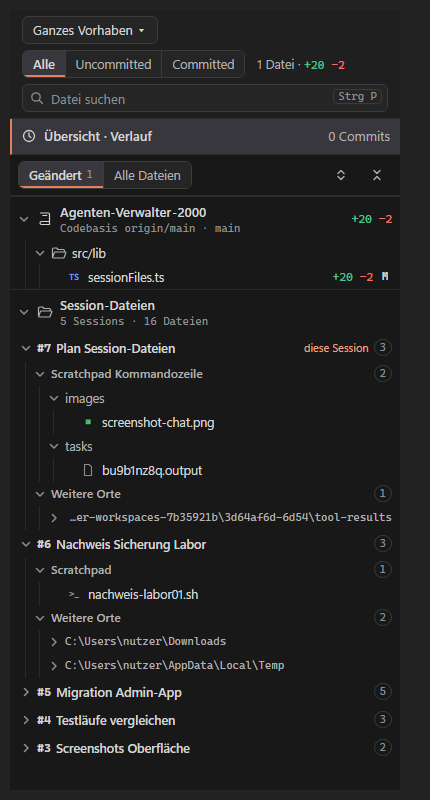 Ganzes Vorhaben
Alle Uncommitted Committed 1 Datei · +20 −2
Datei suchen Strg P
Übersicht · Verlauf 0 Commits
Geändert 1 Alle Dateien
Agenten-Verwalter-2000 +20 −2
Codebasis origin/main · main
src/lib
TS sessionFiles.ts +20 −2 M
Session-Dateien
5 Sessions · 16 Dateien
#7 Plan Session-Dateien diese Session 3
Scratchpad Kommandozeile 2
images
screenshot-chat.png
tasks
bu9b1nz8q.output
Weitere Orte 1
…er-workspaces-7b35921b\3d64af6d-6d54\tool-results
#6 Nachweis Sicherung Labor 3
Scratchpad 1
>_ nachweis-labor01.sh
Weitere Orte 2
C:\Users\nutzer\Downloads
C:\Users\nutzer\AppData\Local\Temp
#5 Migration Admin-App 5
#4 Testläufe vergleichen 3
#3 Screenshots Oberfläche 2